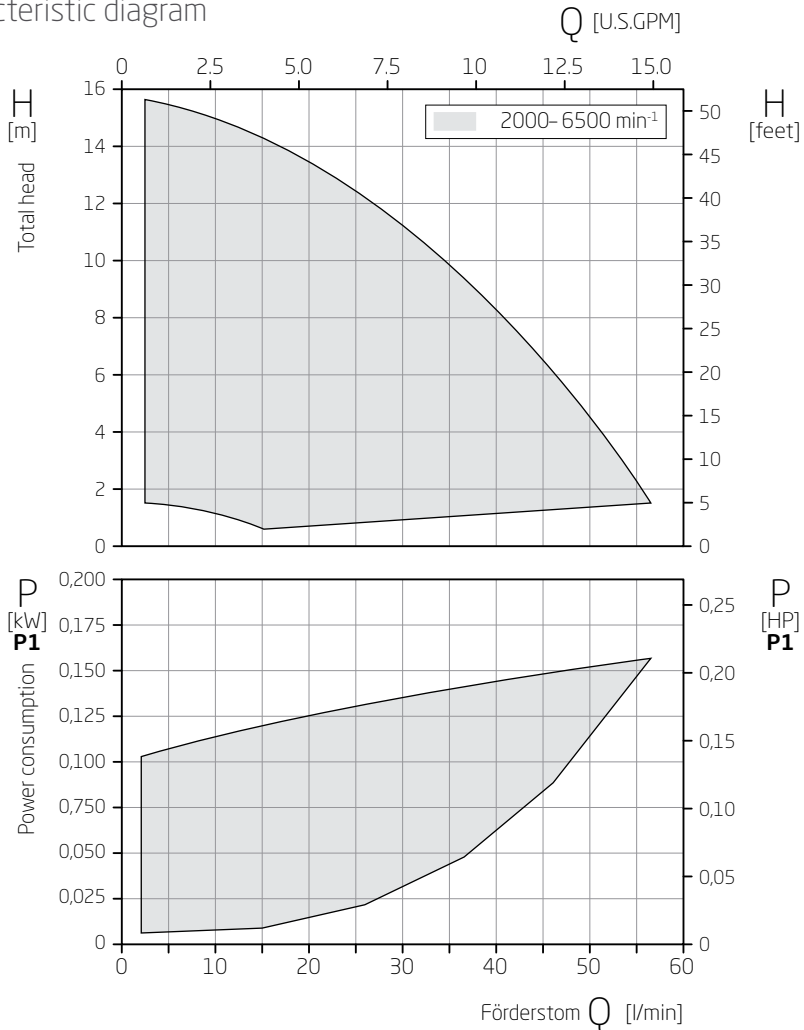 cteristic diagram
Q [U.S.GPM]
0 2.5 5.0 7.5 10 12.5 15.0
H
[m]
Total head
16
14
12
10
8
6
4
2
0
2000–6500 min-1
H
[feet]
50
45
40
35
30
25
20
15
10
5
0
P
[kW]
P1
Power consumption
0,200
0,175
0,150
0,125
0,100
0,750
0,050
0,025
0
P
[HP]
P1
0,25
0,20
0,15
0,10
0,05
0
0 10 20 30 40 50 60
Förderstom Q [l/min]